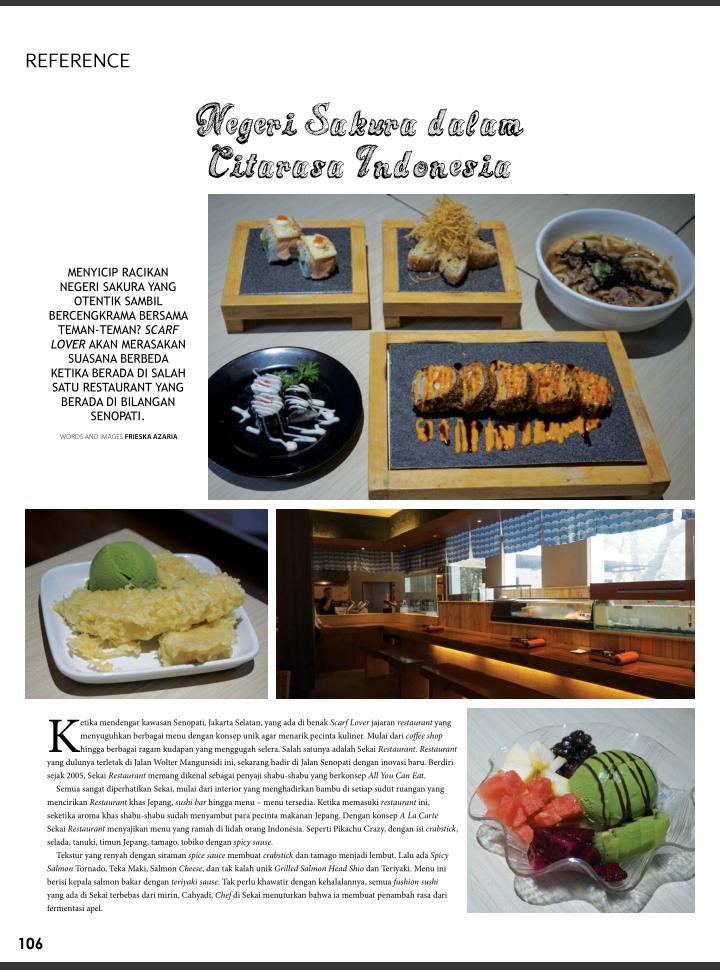 REFERENCE
Negeri Sakura dalam
Citarasa Indonesia
MENYICIP RACIKAN
NEGERI SAKURA YANG
OTENTIK SAMBIL
BERCENGKRAMA BERSAMA
TEMAN-TEMAN? SCARF
LOVER AKAN MERASAKAN
SUASANA BERBEDA
KETIKA BERADA DI SALAH
SATU RESTAURANT YANG
BERADA DI BILANGAN
SENOPATI.
WORDS AND IMAGES FRIESKA AZARIA
Ketika mendengar kawasan Senopati, Jakarta Selatan, yang ada di benak Scarf Lover jajaran restaurant yang
menyuguhkan berbagai menu dengan konsep unik agar menarik pecinta kuliner. Mulai dari coffee shop
hingga berbagai ragam kudapan yang menggugah selera. Salah satunya adalah Sekai Restaurant. Restaurant
yang dulunya terletak di Jalan Wolter Mangunsidi ini, sekarang hadir di Jalan Senopati dengan inovasi baru. Berdiri
sejak 2005, Sekai Restaurant memang dikenal sebagai penyaji shabu-shabu yang berkonsep All You Can Eat.
Semua sangat diperhatikan Sekai, mulai dari interior yang menghadirkan bambu di setiap sudut ruangan yang
mencirikan Restaurant khas Jepang, sushi bar hingga menu – menu tersedia. Ketika memasuki restaurant ini,
seketika aroma khas shabu-shabu sudah menyambut para pecinta makanan Jepang. Dengan konsep A La Carte
Sekai Restaurant menyajikan menu yang ramah di lidah orang Indonesia. Seperti Pikachu Crazy, dengan isi crabstick,
selada, tanuki, timun Jepang, tamago, tobiko dengan spicy sause.
Tekstur yang renyah dengan siraman spice sauce membuat crabstick dan tamago menjadi lembut. Lalu ada Spicy
Salmon Tornado, Teka Maki, Salmon Cheese, dan tak kalah unik Grilled Salmon Head Shio dan Teriyaki. Menu ini
berisi kepala salmon bakar dengan teriyaki sause. Tak perlu khawatir dengan kehalalannya, semua fushion sushi
yang ada di Sekai terbebas dari mirin. Cahyadi, Chef di Sekai menuturkan bahwa ia membuat penambah rasa dari
fermentasi apel.
106